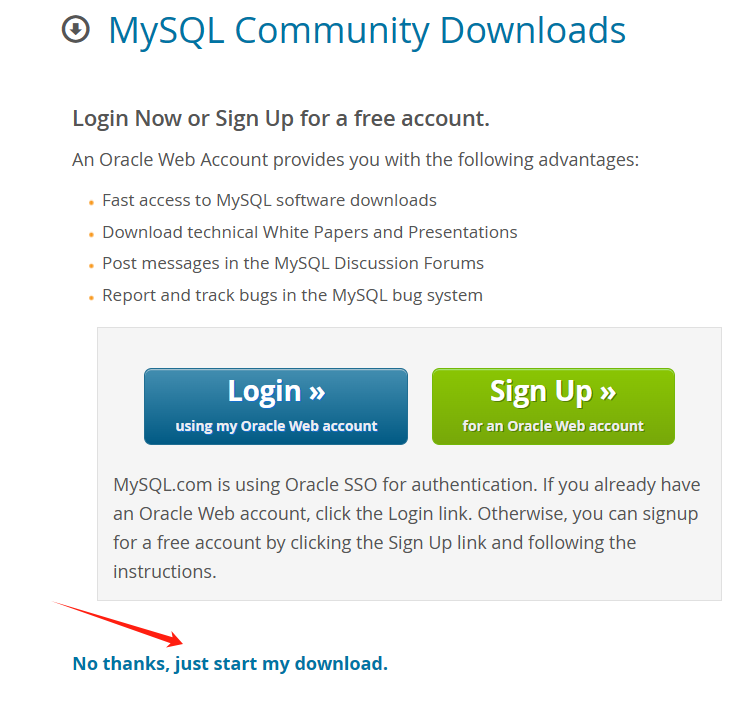 MySQL Community Downloads
Login Now or Sign Up for a free account.
An Oracle Web Account provides you with the following advantages:
Fast access to MySQL software downloads
Download technical White Papers and Presentations
Post messages in the MySQL Discussion Forums
Report and track bugs in the MySQL bug system
Login »
using my Oracle Web account
Sign Up »
for an Oracle Web account
MySQL.com is using Oracle SSO for authentication. If you already have
an Oracle Web account, click the Login link. Otherwise, you can signup
for a free account by clicking the Sign Up link and following the
instructions.
No thanks, just start my download.